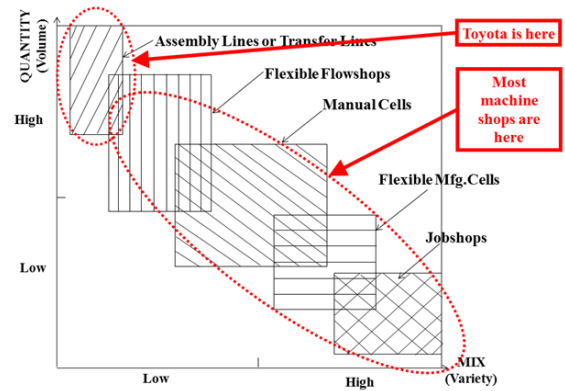 QUANTITY
(Volume)
Assembly Lines or Transfer Lines
Toyota is here
Flexible Flowshops
Most
machine
shops are
here
Manual Cells
High
Flexible Mfg.Cells
Jobshops
Low
MIX
(Variety)
Low
High